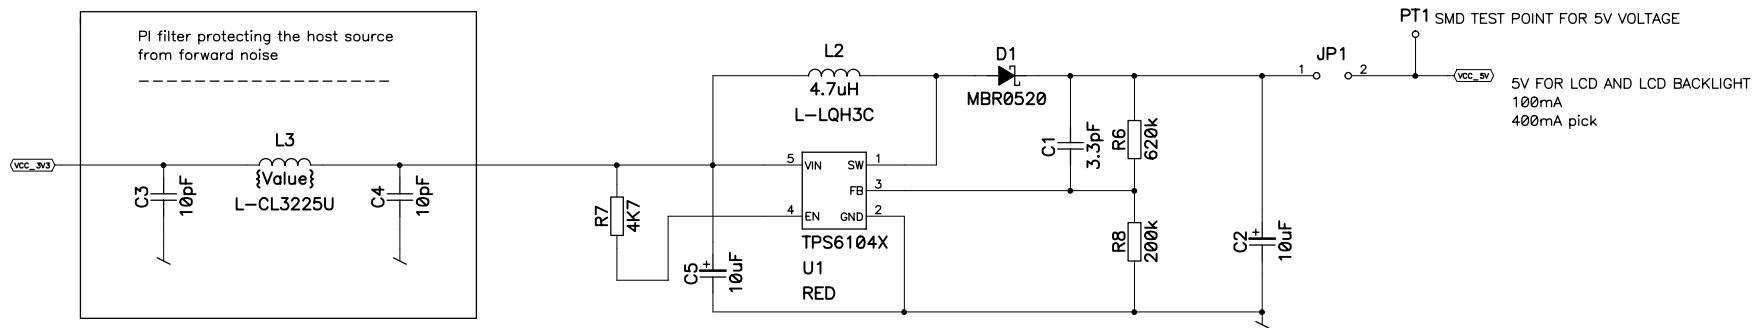 PI filter protecting the host source
from forward noise
VCC_3V3
C3
10pF
L3
{Value}
L-CL3225U
C4
10pF
R7
4K7
C5
+
10uF
L2
4.7uH
L-LQH3C
5 VIN
SW 1
FB 3
4 EN
GND 2
TPS6104X
U1
RED
D1
MBR0520
C1
3.3pF
R6
620k
R8
200k
C2
+
10uF
JP1
1
2
PT1 SMD TEST POINT FOR 5V VOLTAGE
VCC_5V
5V FOR LCD AND LCD BACKLIGHT
100mA
400mA pick